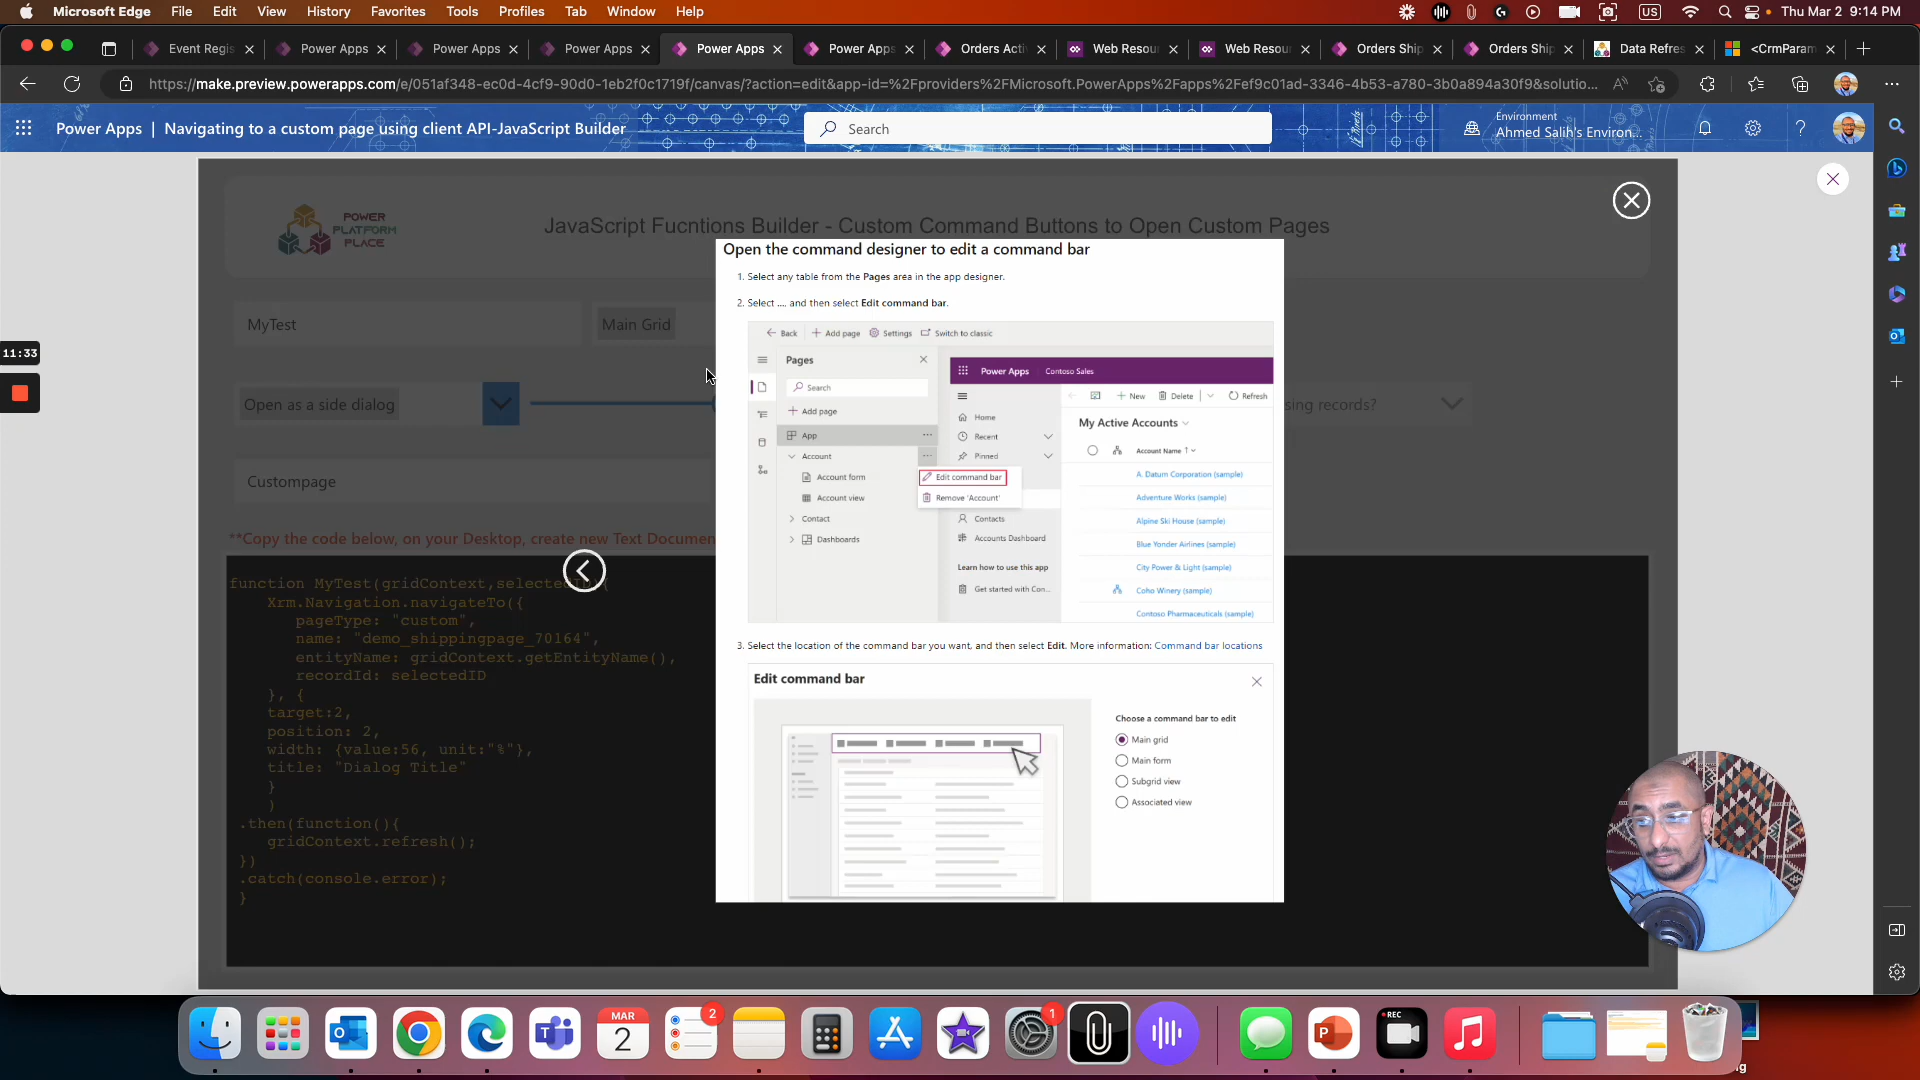 Microsoft Edge File Edit View History Favorites Tools Profiles Tab Window Help US Thu Mar 2 9:14 PM
Event Regis Power Apps Power Apps Power Apps Power Apps Power Apps Orders Acti Web Resour Web Resour Orders Ship Orders Ship Data Refres <CrmParam
https://make.preview.powerapps.com/e/051af348-ec0d-4cf9-90d0-1eb2f0c1719f/canvas/?action=edit&app-id=%2Fproviders%2FMicrosoft.PowerApps%2Fapps%2Fef9c01ad-3346-4b53-a780-3b0a894a30f9&solutio...
Power Apps | Navigating to a custom page using client API-JavaScript Builder
Search
Environment
Ahmed Salih's Environ...
POWER
PLATFORM
PLACE
JavaScript Fucntions Builder - Custom Command Buttons to Open Custom Pages
MyTest
Main Grid
Open as a side dialog
sing records?
Custompage
**Copy the code below, on your Desktop, create new Text Documen
function MyTest(gridContext,selected
Xrm.Navigation.navigateTo({
pageType: "custom",
name: "demo_shippingpage_70164",
entityName: gridContext.getEntityName(),
recordId: selectedID
}, {
target:2,
position: 2,
width: {value:56, unit:"%"},
title: "Dialog Title"
}
)
.then(function(){
gridContext.refresh();
})
.catch(console.error);
}
Open the command designer to edit a command bar
1. Select any table from the Pages area in the app designer.
2. Select ..., and then select Edit command bar.
Back Add page Settings Switch to classic
Pages
Search
Add page
App
Account
Account form
Account view
Contact
Dashboards
Edit command bar
Remove 'Account'
Power Apps Contoso Sales
New Delete Refresh
Home
Recent
Pinned
Contacts
Accounts Dashboard
Learn how to use this app
Get started with Con...
My Active Accounts
Account Name ↑
A. Datum Corporation (sample)
Adventure Works (sample)
Alpine Ski House (sample)
Blue Yonder Airlines (sample)
City Power & Light (sample)
Coho Winery (sample)
Contoso Pharmaceuticals (sample)
3. Select the location of the command bar you want, and then select Edit. More information: Command bar locations
Edit command bar
Choose a command bar to edit
Main grid
Main form
Subgrid view
Associated view
11:33
MAR
2
2
1
REC